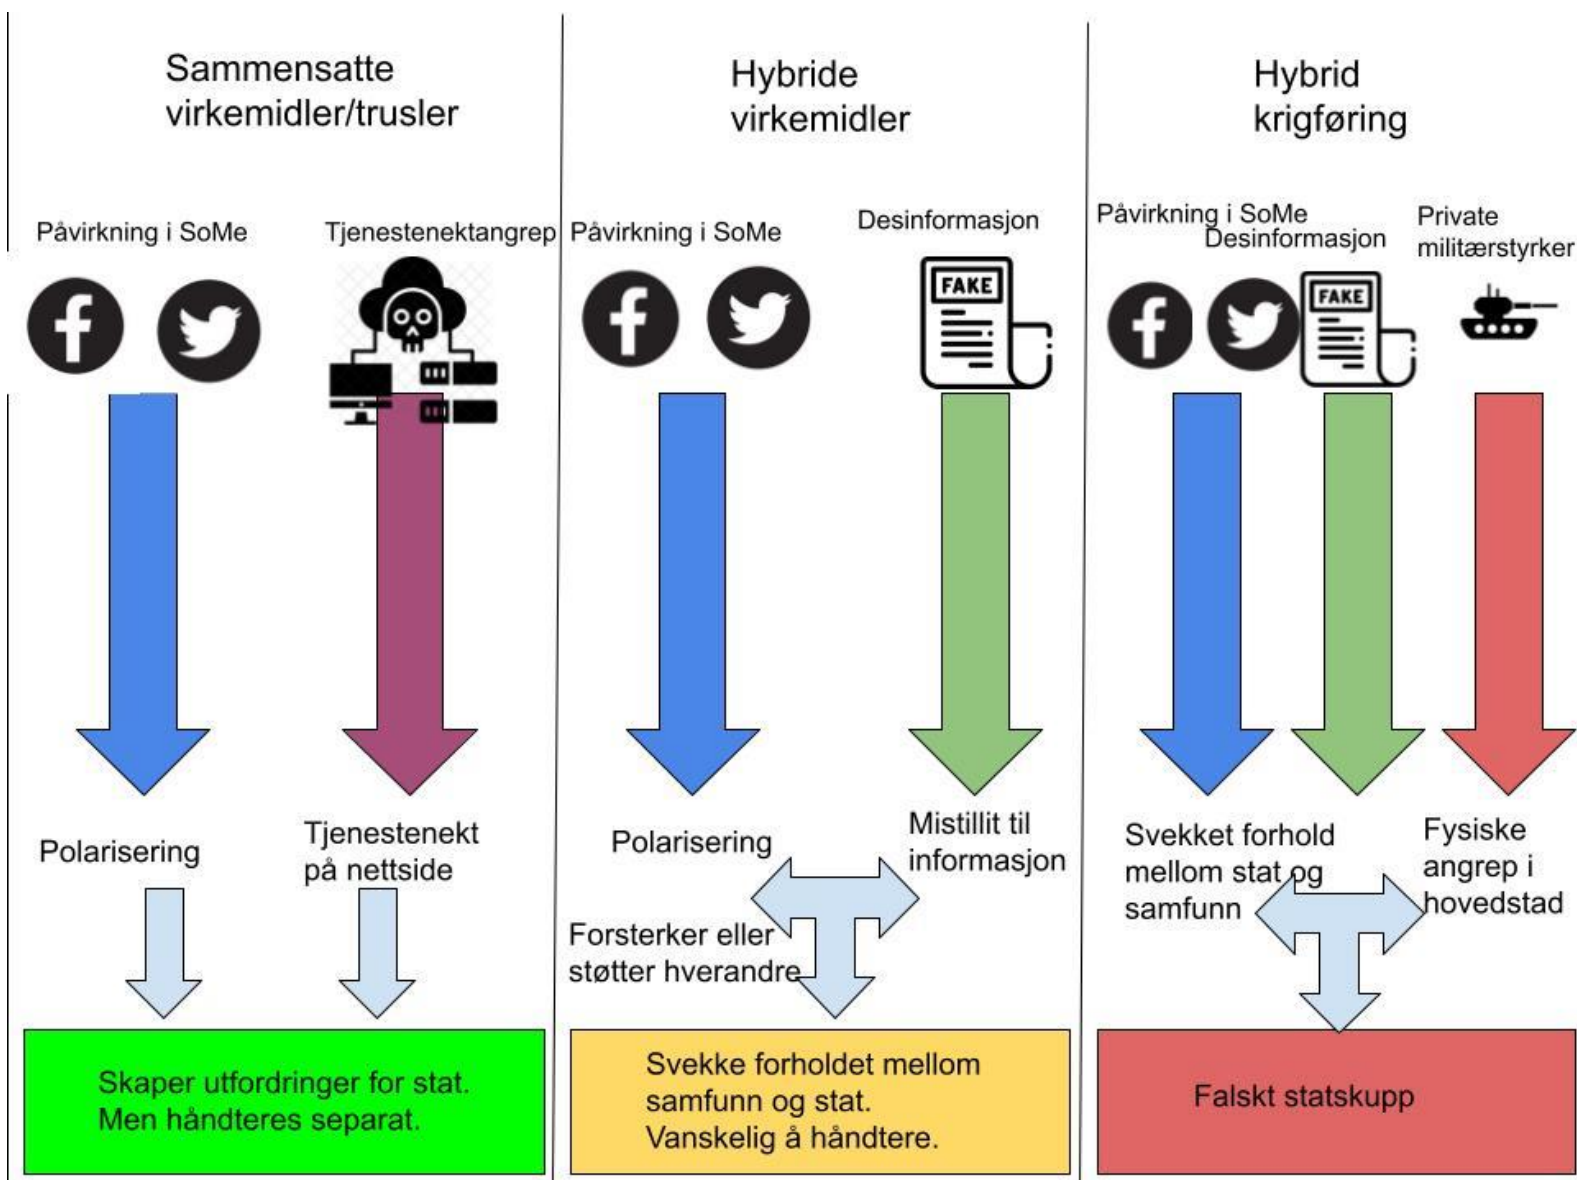 Sammensatte
virkemidler/trusler
Påvirkning i SoMe
Tjenestenektangrep
Polarisering
Tjenestenekt
på nettside
Skaper utfordringer for stat.
Men håndteres separat.
Hybride
virkemidler
Påvirkning i SoMe
Desinformasjon
FAKE
Polarisering
Mistillit til
informasjon
Forsterker eller
støtter hverandre
Svekke forholdet mellom
samfunn og stat.
Vanskelig å håndtere.
Hybrid
krigføring
Påvirkning i SoMe
Desinformasjon
Private
militærstyrker
FAKE
Svekket forhold
mellom stat og
samfunn
Fysiske
angrep i
hovedstad
Falskt statskupp